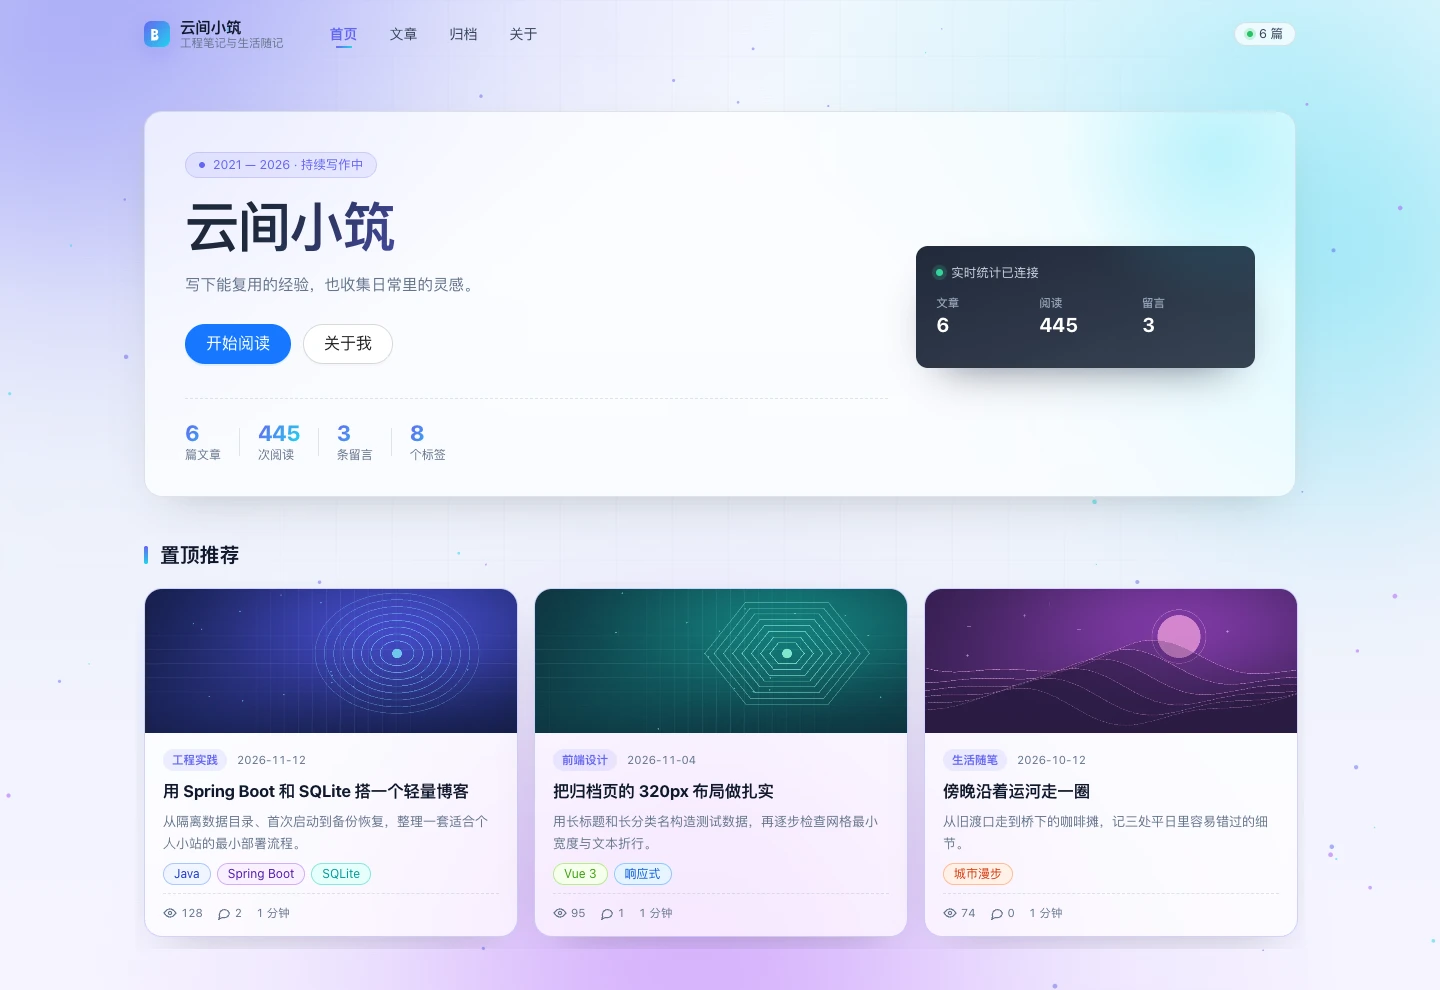 B
云间小筑
工程笔记与生活随记
首页
文章
归档
关于
6 篇
2021 — 2026 · 持续写作中
云间小筑
写下能复用的经验，也收集日常里的灵感。
开始阅读
关于我
6
篇文章
445
次阅读
3
条留言
8
个标签
实时统计已连接
文章
6
阅读
445
留言
3
置顶推荐
工程实践 2026-11-12
用 Spring Boot 和 SQLite 搭一个轻量博客
从隔离数据目录、首次启动到备份恢复，整理一套适合个
人小站的最小部署流程。
Java Spring Boot SQLite
128 2 1 分钟
前端设计 2026-11-04
把归档页的 320px 布局做扎实
用长标题和长分类名构造测试数据，再逐步检查网格最小
宽度与文本折行。
Vue 3 响应式
95 1 1 分钟
生活随笔 2026-10-12
傍晚沿着运河走一圈
从旧渡口走到桥下的咖啡摊，记三处平日里容易错过的细
节。
城市漫步
74 0 1 分钟